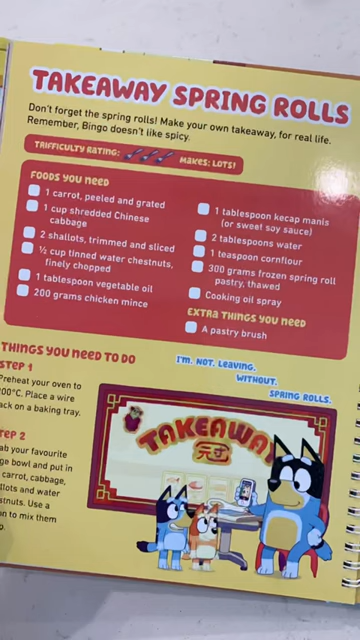 TAKEAWAY SPRING ROLLS
Don't forget the spring rolls! Make your own takeaway, for real life.
Remember, Bingo doesn't like spicy.
TRIFFICULTY RATING:
MAKES: LOTS!
FOODS YOU NEED
1 carrot, peeled and grated
1 cup shredded Chinese
cabbage
2 shallots, trimmed and sliced
½ cup tinned water chestnuts,
finely chopped
1 tablespoon vegetable oil
200 grams chicken mince
1 tablespoon kecap manis
(or sweet soy sauce)
2 tablespoons water
1 teaspoon cornflour
300 grams frozen spring roll
pastry, thawed
Cooking oil spray
EXTRA THINGS YOU NEED
A pastry brush
THINGS YOU NEED TO DO
STEP 1
Preheat your oven to
00°C. Place a wire
ack on a baking tray.
TEP 2
ab your favourite
ge bowl and put in
carrot, cabbage,
llots and water
stnuts. Use a
on to mix them
I'M. NOT. LEAVING.
WITHOUT.
SPRING ROLLS.
TAKEAWAY